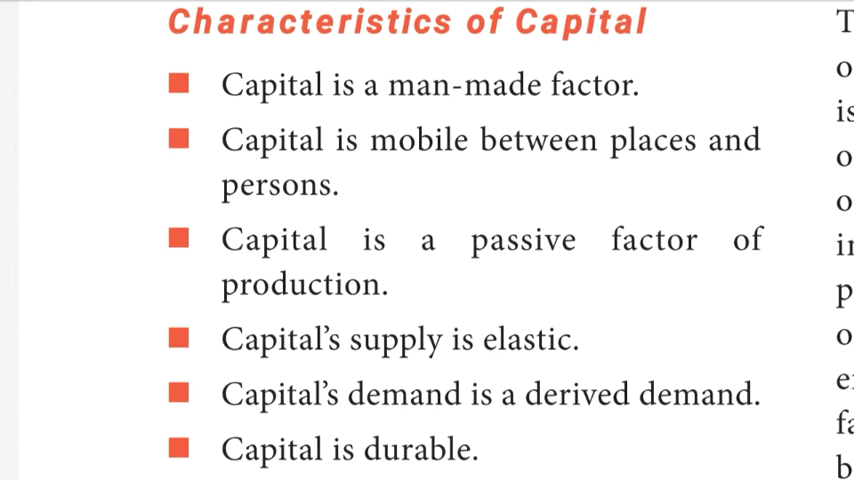 Characteristics of Capital
■ Capital is a man-made factor.
■ Capital is mobile between places and
persons.
■ Capital is a passive factor of
production.
■ Capital’s supply is elastic.
■ Capital’s demand is a derived demand.
■ Capital is durable.